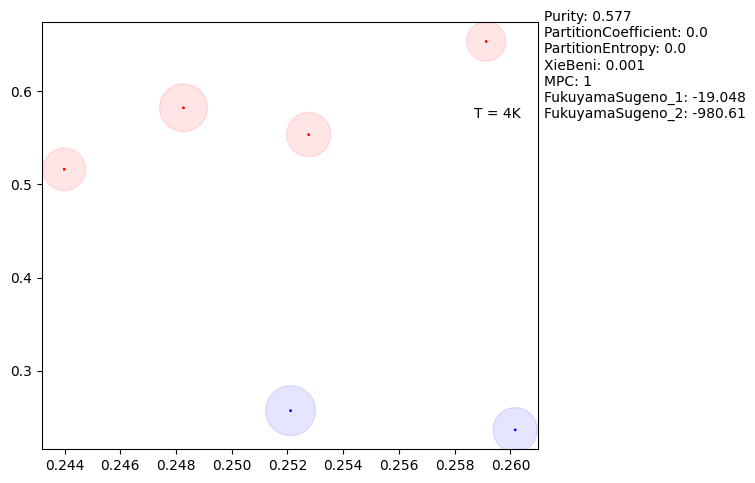 Purity: 0.577
PartitionCoefficient: 0.0
PartitionEntropy: 0.0
XieBeni: 0.001
MPC: 1
FukuyamaSugeno_1: -19.048
FukuyamaSugeno_2: -980.61
T = 4K
0.6
0.5
0.4
0.3
0.244 0.246 0.248 0.250 0.252 0.254 0.256 0.258 0.260